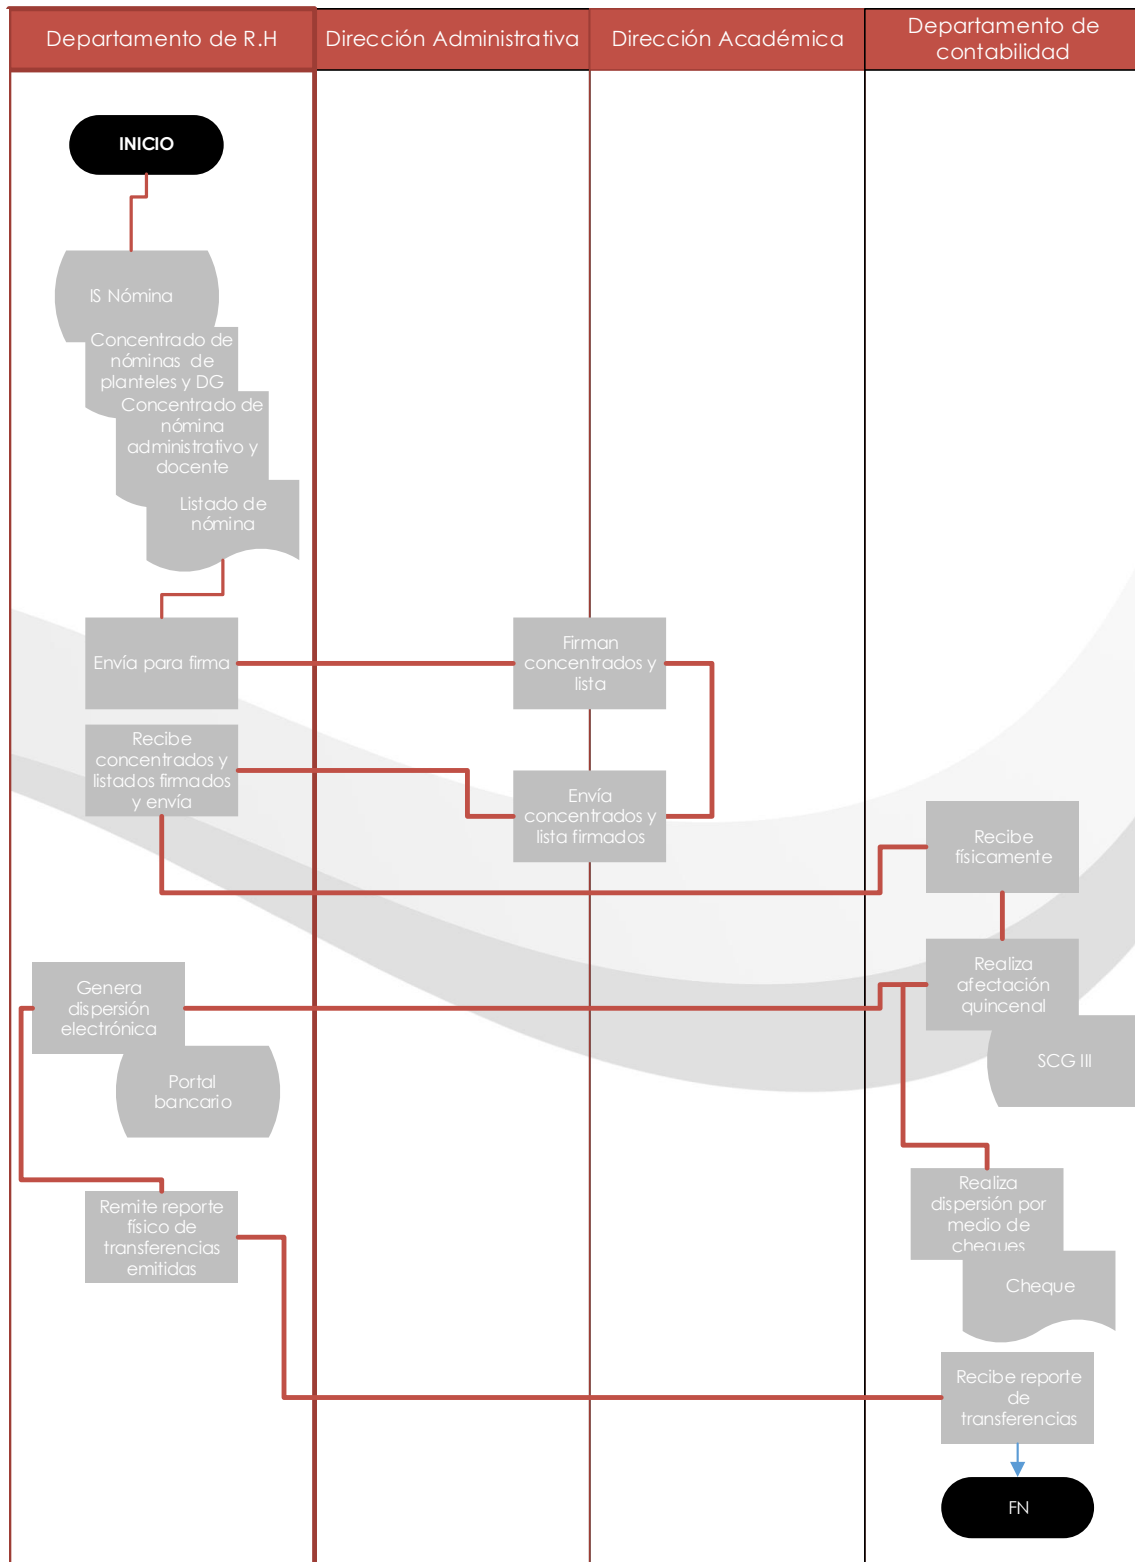 Departamento de R.H
Dirección Administrativa
Dirección Académica
Departamento de
contabilidad
INICIO
IS Nómina
Concentrado de
nóminas de
planteles y DG
Concentrado de
nómina
administrativo y
docente
Listado de
nómina
Envía para firma
Firman
concentrados y
lista
Recibe
concentrados y
listados firmados
y envía
Envía
concentrados y
lista firmados
Recibe
físicamente
Realiza
afectación
quincenal
SCG III
Genera
dispersión
electrónica
Portal
bancario
Realiza
dispersión por
medio de
cheques
Cheque
Remite reporte
físico de
transferencias
emitidas
Recibe reporte
de
transferencias
FN